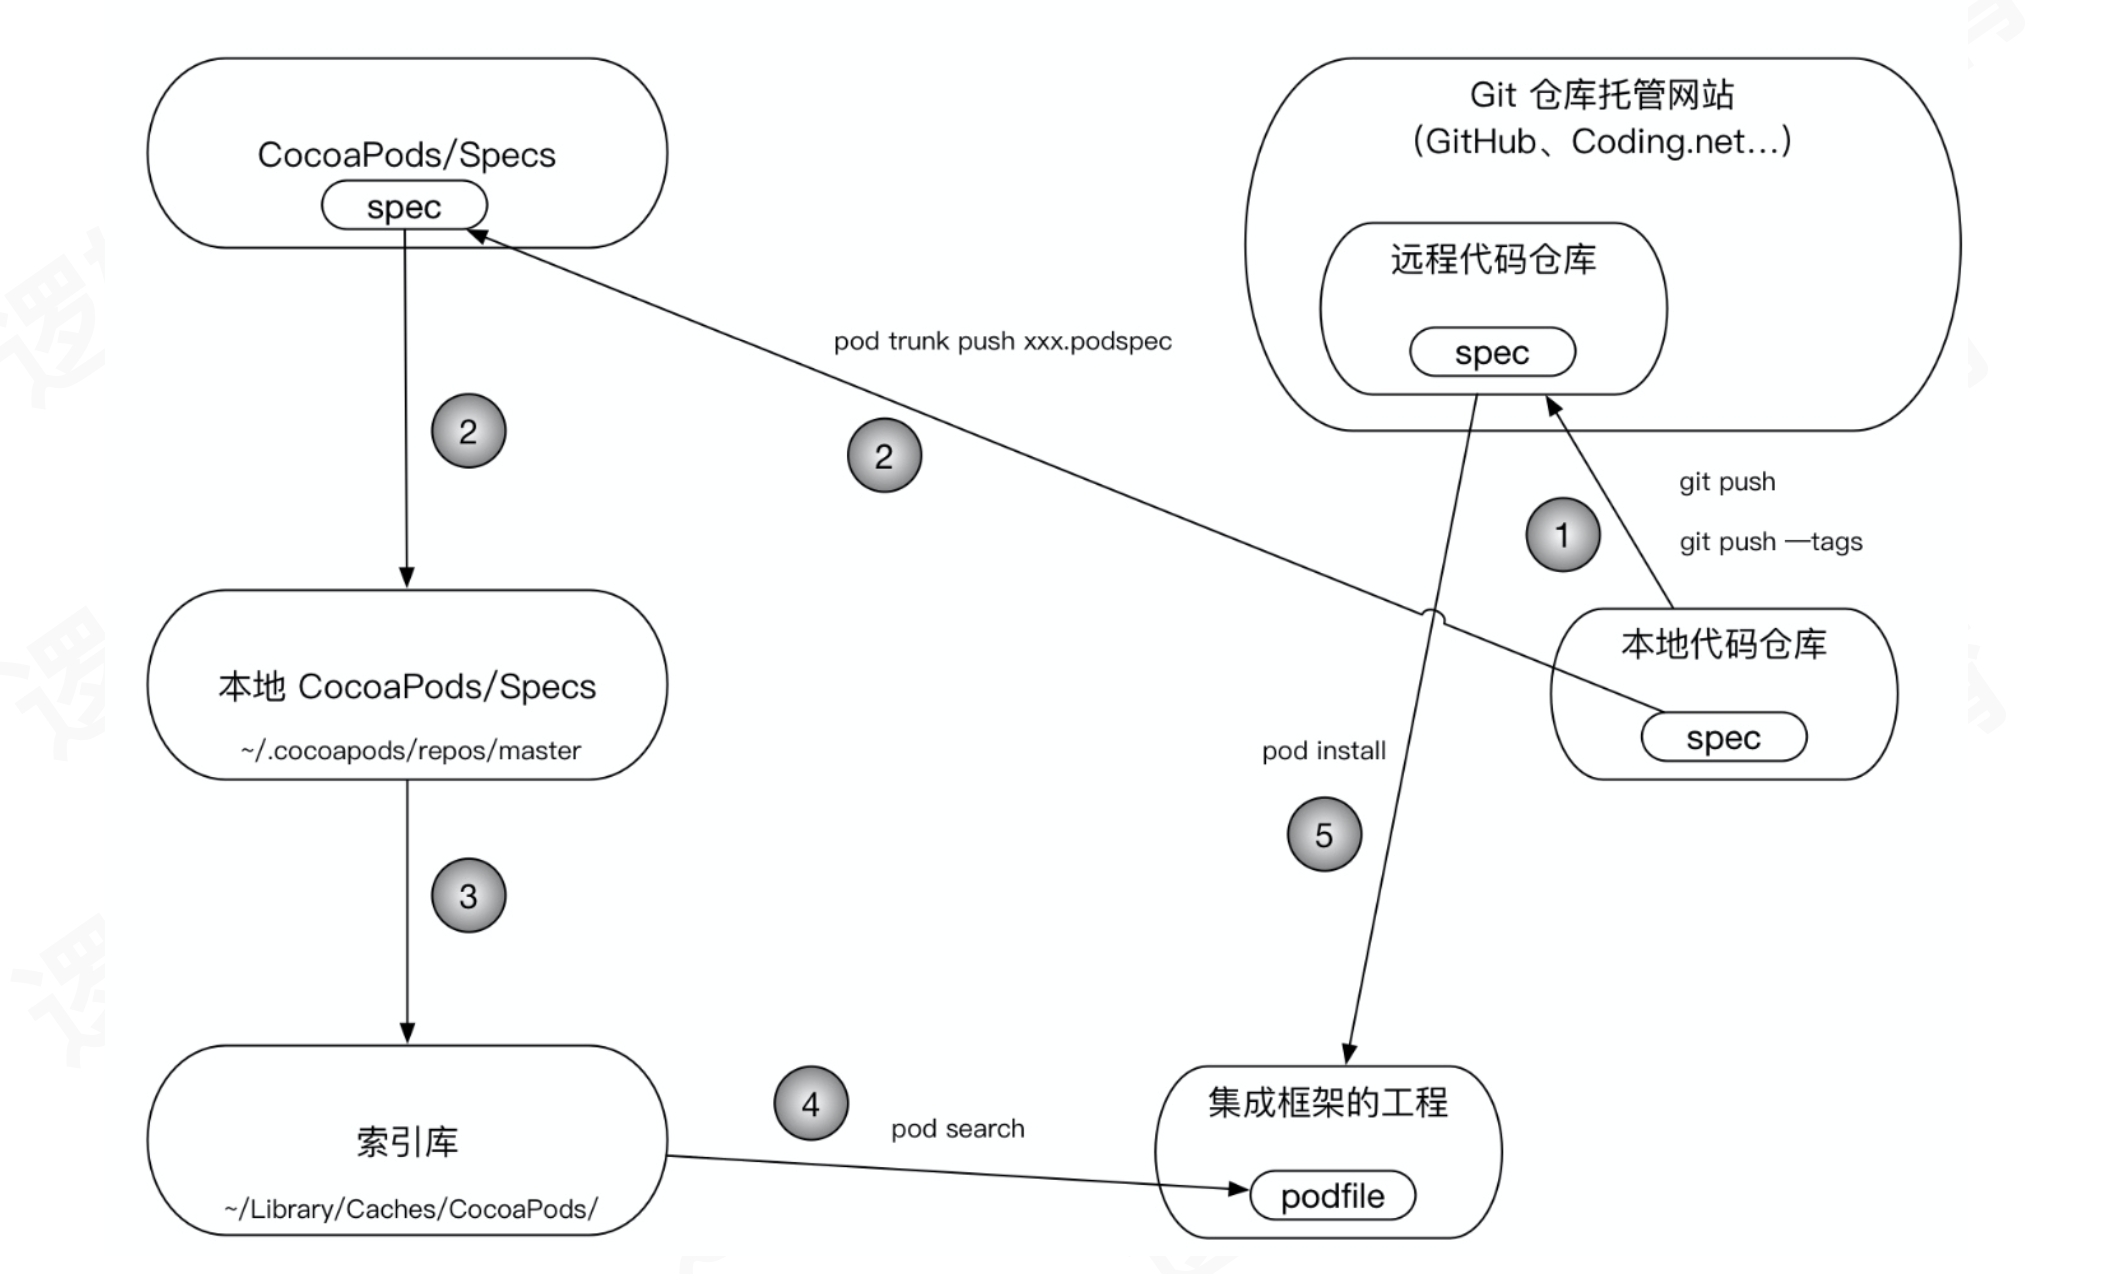 CocoaPods/Specs
spec
Git 仓库托管网站
(GitHub、Coding.net...)
远程代码仓库
spec
pod trunk push xxx.podspec
2
2
git push
1
git push —tags
本地代码仓库
spec
本地 CocoaPods/Specs
~/.cocoapods/repos/master
pod install
5
3
4
pod search
集成框架的工程
podfile
索引库
~/Library/Caches/CocoaPods/
逻
逻
逻